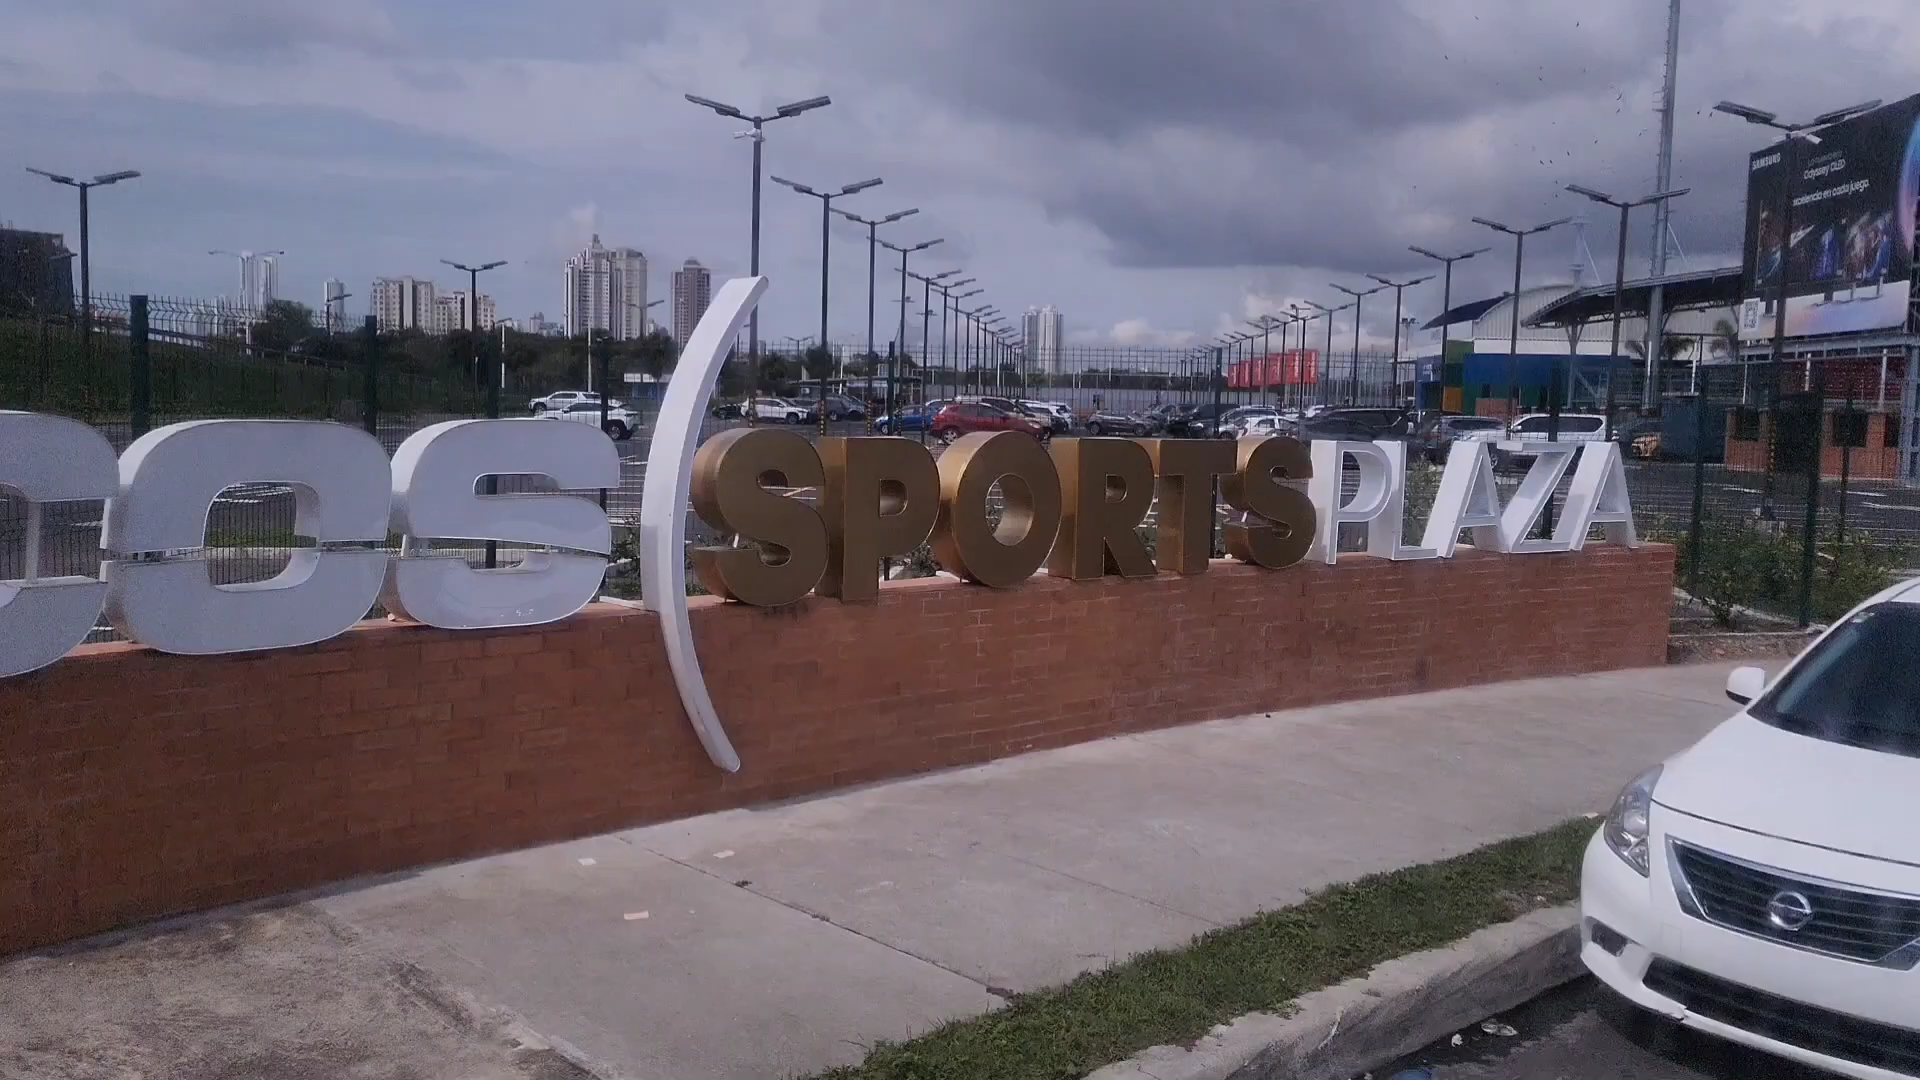 COS SPORTS PLAZA
SAMSUNG
Odyssey OLED
excelencia en cada juego.